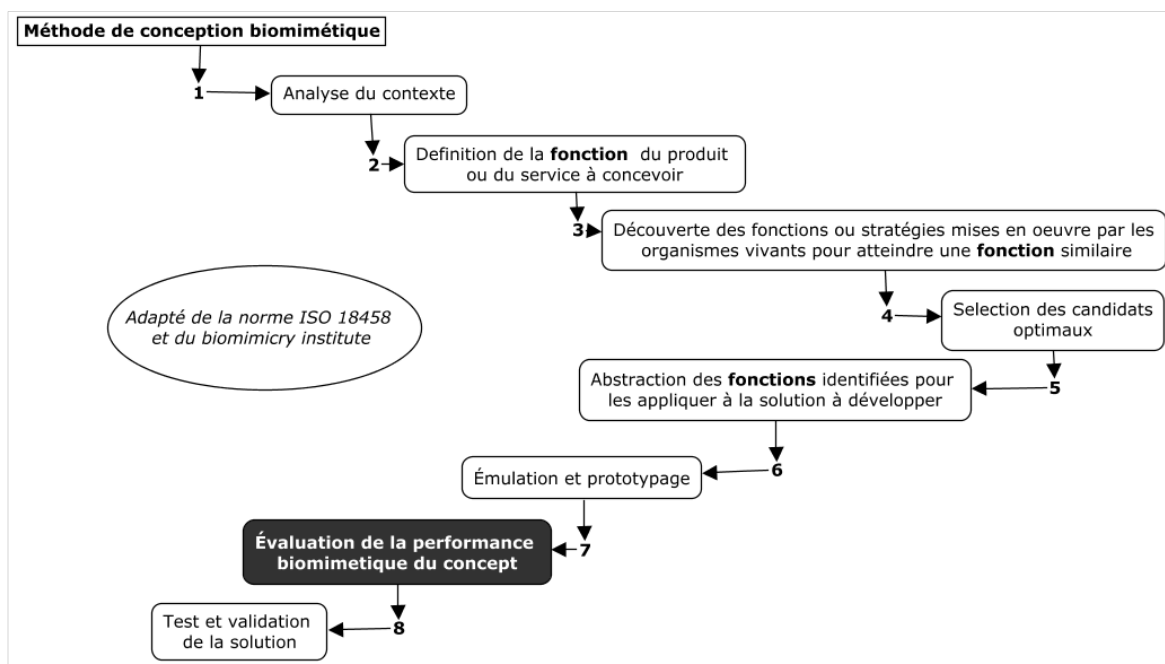 Méthode de conception biomimétique
1
Analyse du contexte
2
Definition de la fonction du produit
ou du service à concevoir
3
Découverte des fonctions ou stratégies mises en oeuvre par les
organismes vivants pour atteindre une fonction similaire
4
Selection des candidats
optimaux
Adapté de la norme ISO 18458
et du biomimicry institute
5
Abstraction des fonctions identifiées pour
les appliquer à la solution à développer
6
Émulation et prototypage
7
Évaluation de la performance
biomimetique du concept
8
Test et validation
de la solution